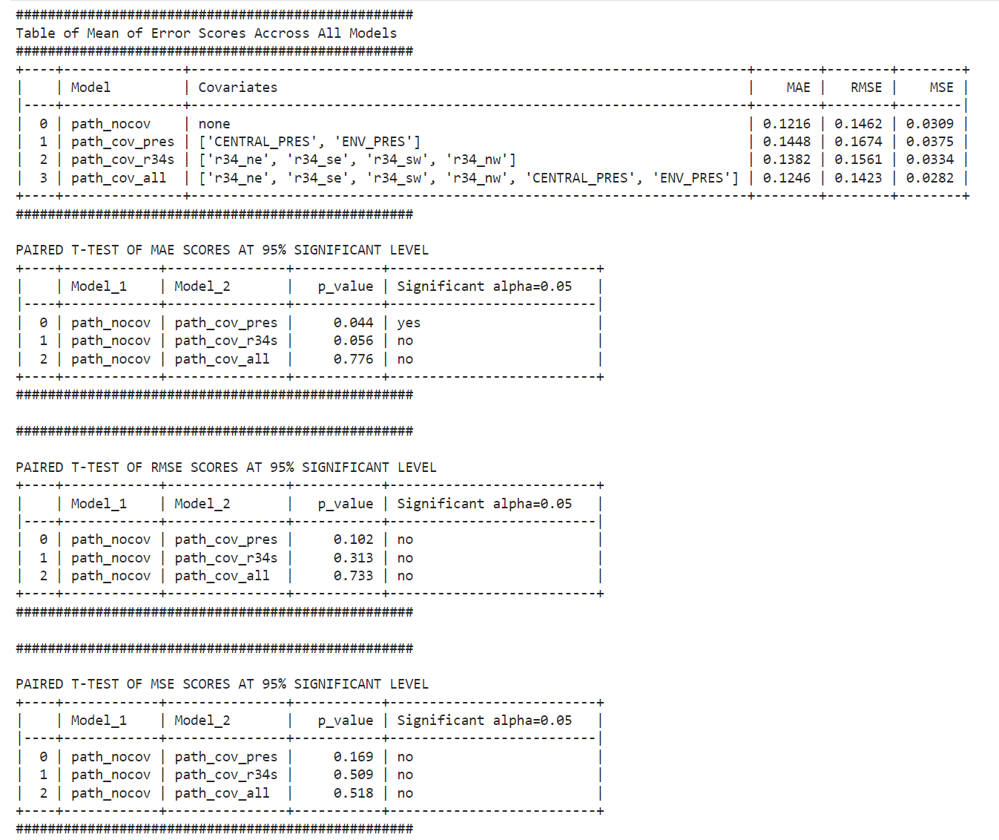 ##################################################
Table of Mean of Error Scores Accross All Models
##################################################
+----+---------------+----------------------------------------------------------------------+--------+--------+--------+
|    | Model         | Covariates                                                           |    MAE |   RMSE |    MSE |
|----+---------------+----------------------------------------------------------------------+--------+--------+--------|
|  0 | path_nocov    | none                                                                 | 0.1216 | 0.1462 | 0.0309 |
|  1 | path_cov_pres | ['CENTRAL_PRES', 'ENV_PRES']                                         | 0.1448 | 0.1674 | 0.0375 |
|  2 | path_cov_r34s | ['r34_ne', 'r34_se', 'r34_sw', 'r34_nw']                             | 0.1382 | 0.1561 | 0.0334 |
|  3 | path_cov_all  | ['r34_ne', 'r34_se', 'r34_sw', 'r34_nw', 'CENTRAL_PRES', 'ENV_PRES'] | 0.1246 | 0.1423 | 0.0282 |
+----+---------------+----------------------------------------------------------------------+--------+--------+--------+
##################################################
PAIRED T-TEST OF MAE SCORES AT 95% SIGNIFICANT LEVEL
+----+------------+---------------+-----------+--------------------------+
|    | Model_1    | Model_2       |   p_value | Significant alpha=0.05   |
|----+------------+---------------+-----------+--------------------------|
|  0 | path_nocov | path_cov_pres |     0.044 | yes                      |
|  1 | path_nocov | path_cov_r34s |     0.056 | no                       |
|  2 | path_nocov | path_cov_all  |     0.776 | no                       |
+----+------------+---------------+-----------+--------------------------+
##################################################
##################################################
PAIRED T-TEST OF RMSE SCORES AT 95% SIGNIFICANT LEVEL
+----+------------+---------------+-----------+--------------------------+
|    | Model_1    | Model_2       |   p_value | Significant alpha=0.05   |
|----+------------+---------------+-----------+--------------------------|
|  0 | path_nocov | path_cov_pres |     0.102 | no                       |
|  1 | path_nocov | path_cov_r34s |     0.313 | no                       |
|  2 | path_nocov | path_cov_all  |     0.733 | no                       |
+----+------------+---------------+-----------+--------------------------+
##################################################
##################################################
PAIRED T-TEST OF MSE SCORES AT 95% SIGNIFICANT LEVEL
+----+------------+---------------+-----------+--------------------------+
|    | Model_1    | Model_2       |   p_value | Significant alpha=0.05   |
|----+------------+---------------+-----------+--------------------------|
|  0 | path_nocov | path_cov_pres |     0.169 | no                       |
|  1 | path_nocov | path_cov_r34s |     0.509 | no                       |
|  2 | path_nocov | path_cov_all  |     0.518 | no                       |
+----+------------+---------------+-----------+--------------------------+
##################################################